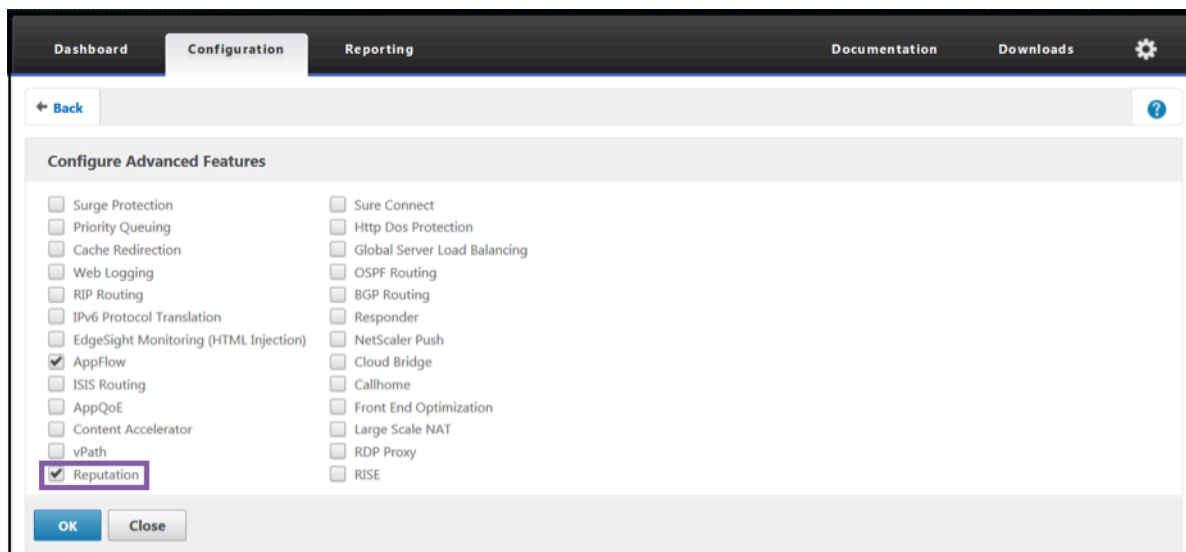 Dashboard Configuration Reporting Documentation Downloads
Back
Configure Advanced Features
Surge Protection
Priority Queuing
Cache Redirection
Web Logging
RIP Routing
IPv6 Protocol Translation
EdgeSight Monitoring (HTML Injection)
AppFlow
ISIS Routing
AppQoE
Content Accelerator
vPath
Reputation
Sure Connect
Http Dos Protection
Global Server Load Balancing
OSPF Routing
BGP Routing
Responder
NetScaler Push
Cloud Bridge
Callhome
Front End Optimization
Large Scale NAT
RDP Proxy
RISE
OK Close